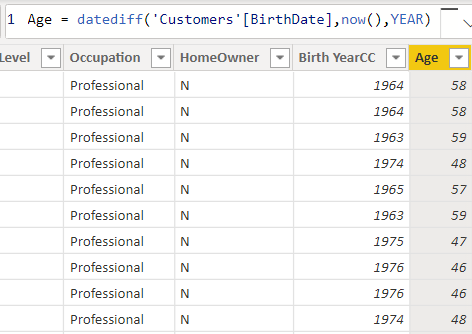 1 Age = datediff('Customers'[BirthDate],now(),YEAR)
Level Occupation HomeOwner Birth YearCC Age
Professional N 1964 58
Professional N 1964 58
Professional N 1963 59
Professional N 1974 48
Professional N 1965 57
Professional N 1963 59
Professional N 1975 47
Professional N 1976 46
Professional N 1976 46
Professional N 1974 48